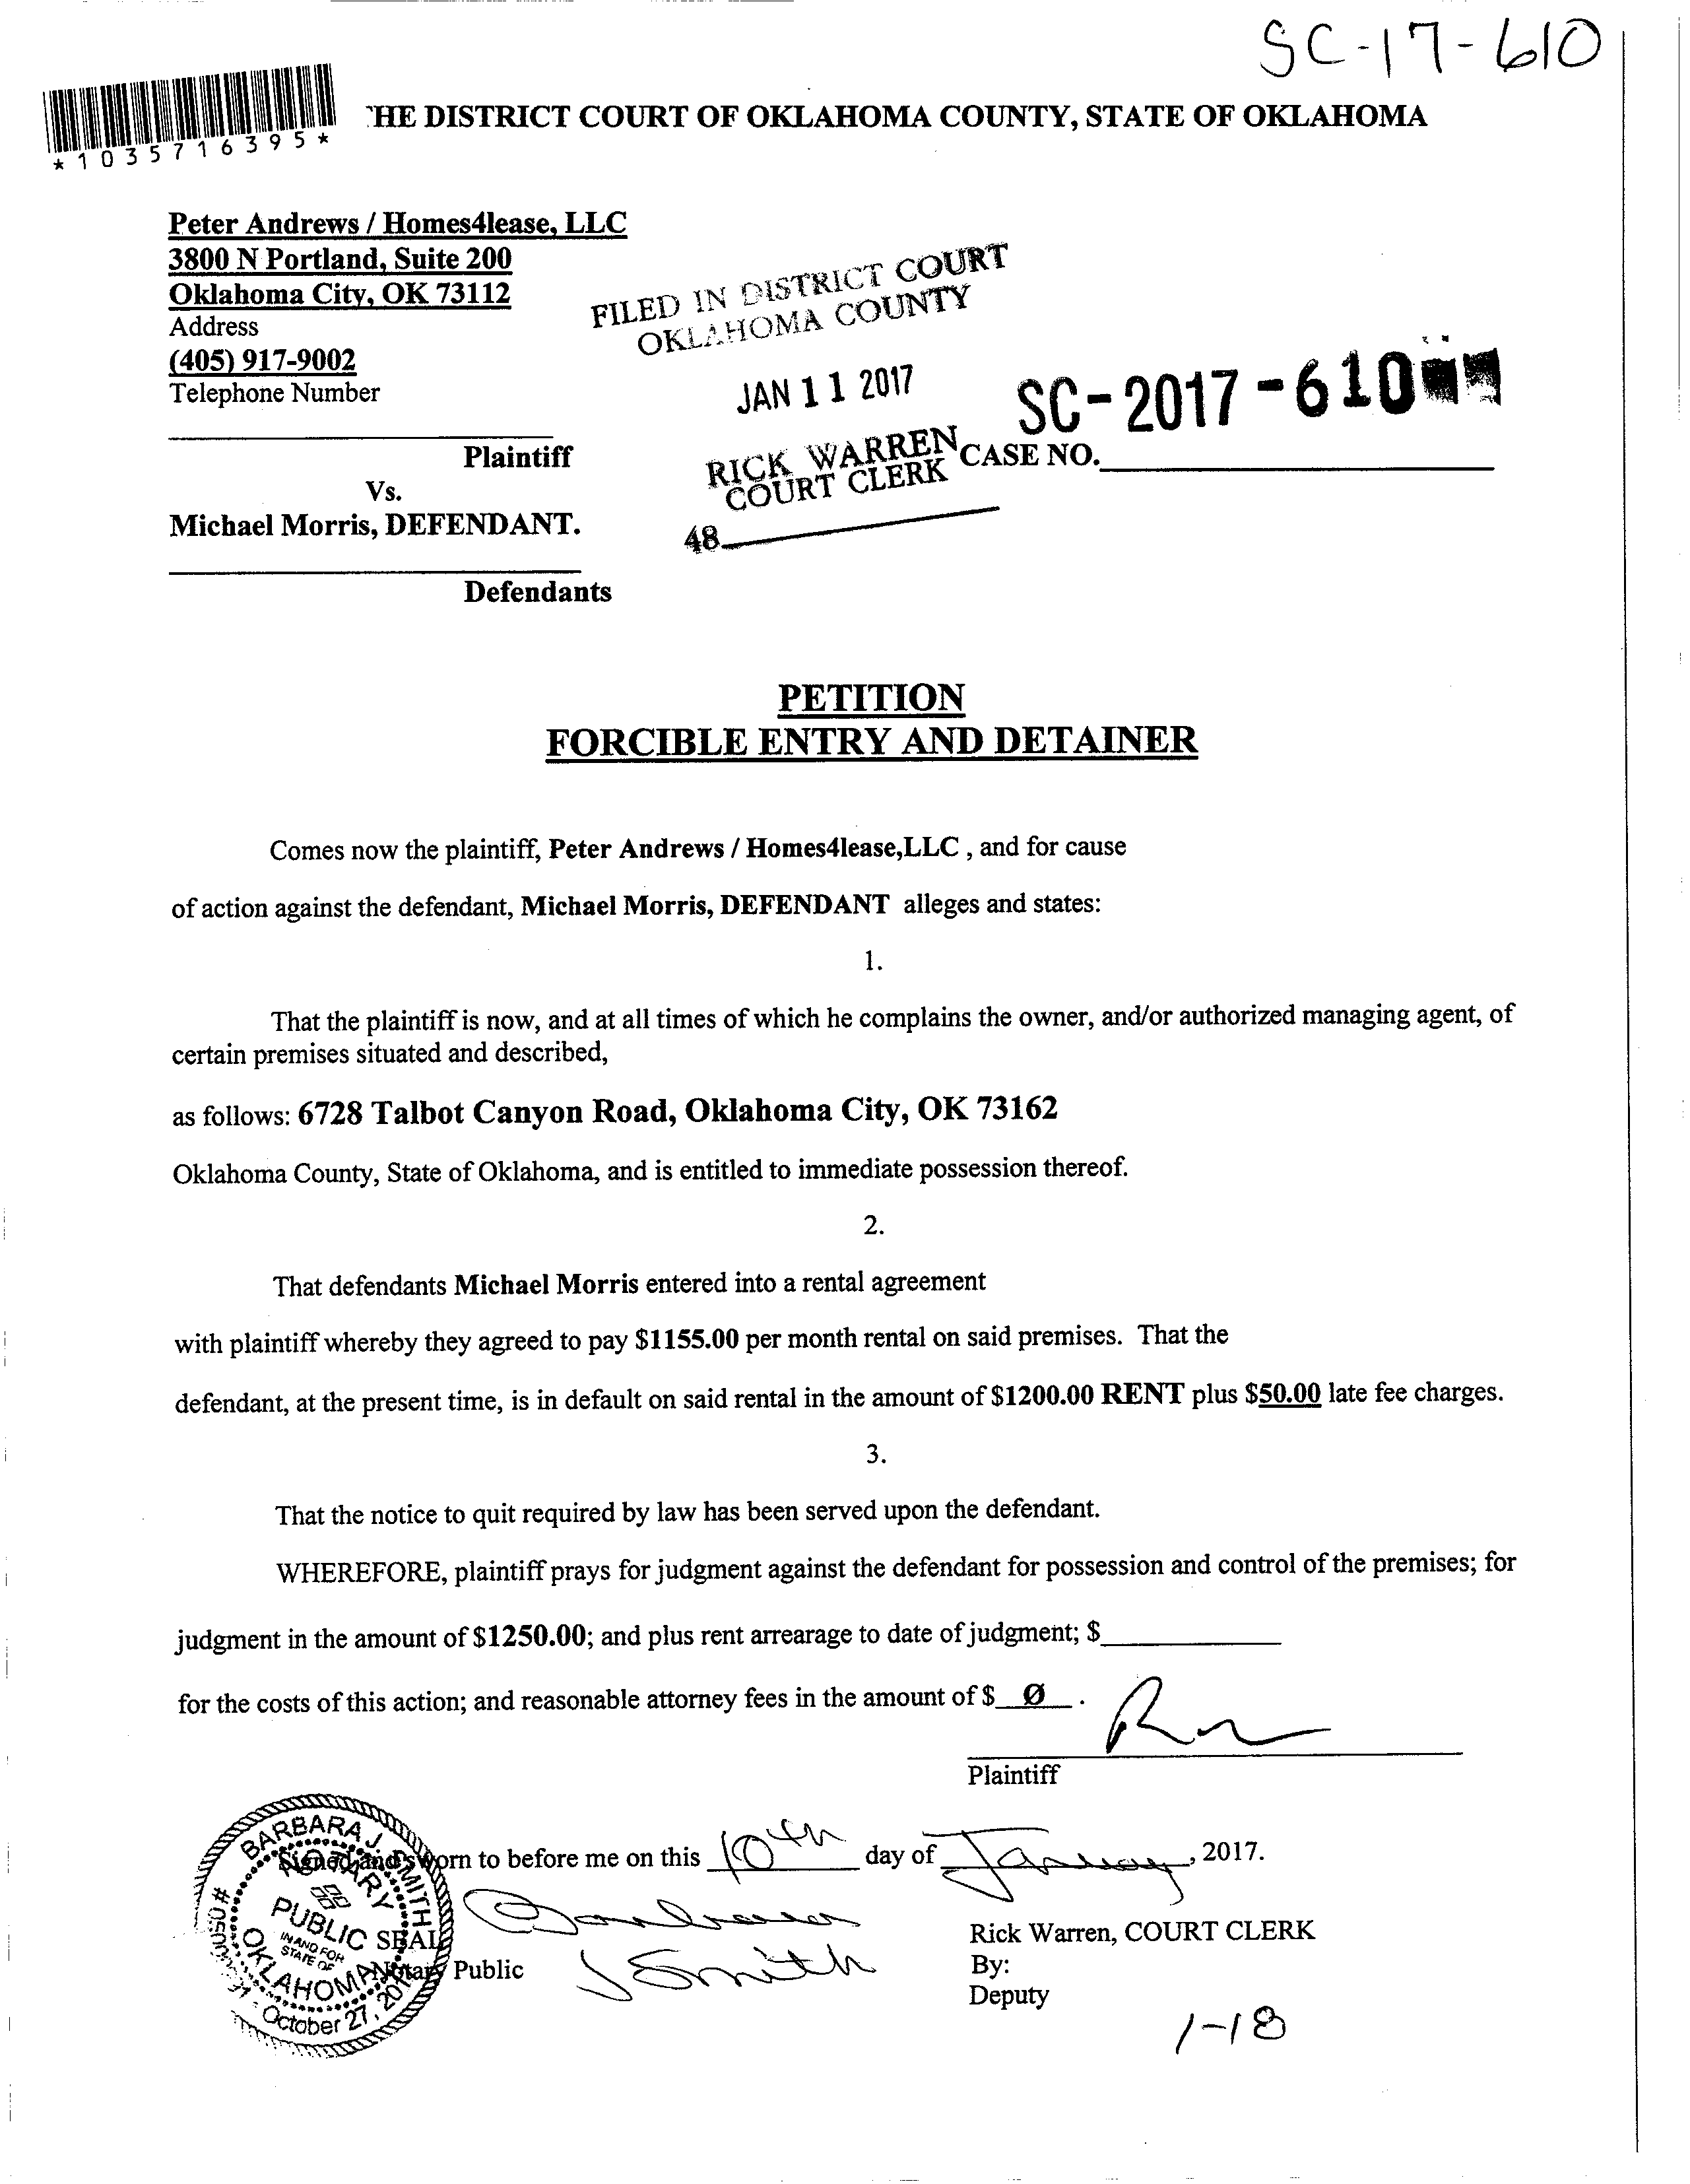 SC-17-610
*1035716395*
HE DISTRICT COURT OF OKLAHOMA COUNTY, STATE OF OKLAHOMA
Peter Andrews / Homes4lease, LLC
3800 N Portland, Suite 200
Oklahoma City, OK 73112
Address
(405) 917-9002
Telephone Number
Plaintiff
Vs.
Michael Morris, DEFENDANT.
Defendants
FILED IN DISTRICT COURT
OKLAHOMA COUNTY
JAN 11 2017
RICK WARREN
COURT CLERK
48
SC-2017-610
CASE NO.
PETITION
FORCIBLE ENTRY AND DETAINER
Comes now the plaintiff, Peter Andrews / Homes4lease,LLC , and for cause
of action against the defendant, Michael Morris, DEFENDANT alleges and states:
1.
That the plaintiff is now, and at all times of which he complains the owner, and/or authorized managing agent, of
certain premises situated and described,
as follows: 6728 Talbot Canyon Road, Oklahoma City, OK 73162
Oklahoma County, State of Oklahoma, and is entitled to immediate possession thereof.
2.
That defendants Michael Morris entered into a rental agreement
with plaintiff whereby they agreed to pay $1155.00 per month rental on said premises. That the
defendant, at the present time, is in default on said rental in the amount of $1200.00 RENT plus $50.00 late fee charges.
3.
That the notice to quit required by law has been served upon the defendant.
WHEREFORE, plaintiff prays for judgment against the defendant for possession and control of the premises; for
judgment in the amount of $1250.00; and plus rent arrearage to date of judgment; $
for the costs of this action; and reasonable attorney fees in the amount of $ Ø .
Plaintiff
Signed and sworn to before me on this 10th day of January, 2017.
BARBARA J. SMITH
NOTARY
PUBLIC
IN AND FOR
STATE OF
OKLAHOMA
October 27,
SEAL
Notary Public
Barbara
J Smith
Rick Warren, COURT CLERK
By:
Deputy
1-18